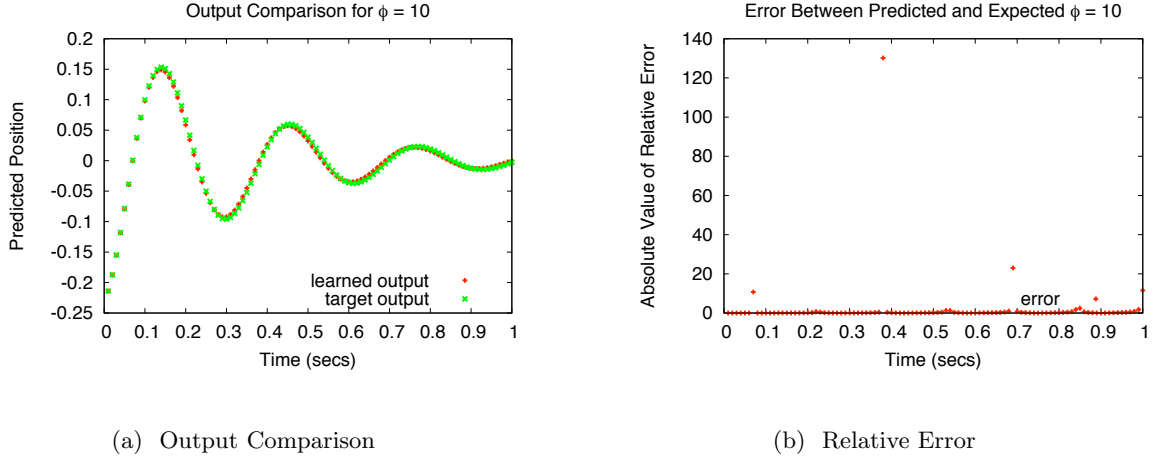 Output Comparison for ϕ = 10
Predicted Position
0.2
0.15
0.1
0.05
0
-0.05
-0.1
-0.15
-0.2
-0.25
learned output
target output
0 0.1 0.2 0.3 0.4 0.5 0.6 0.7 0.8 0.9 1
Time (secs)
(a) Output Comparison
Error Between Predicted and Expected ϕ = 10
Absolute Value of Relative Error
140
120
100
80
60
40
20
0
error
0 0.1 0.2 0.3 0.4 0.5 0.6 0.7 0.8 0.9 1
Time (secs)
(b) Relative Error